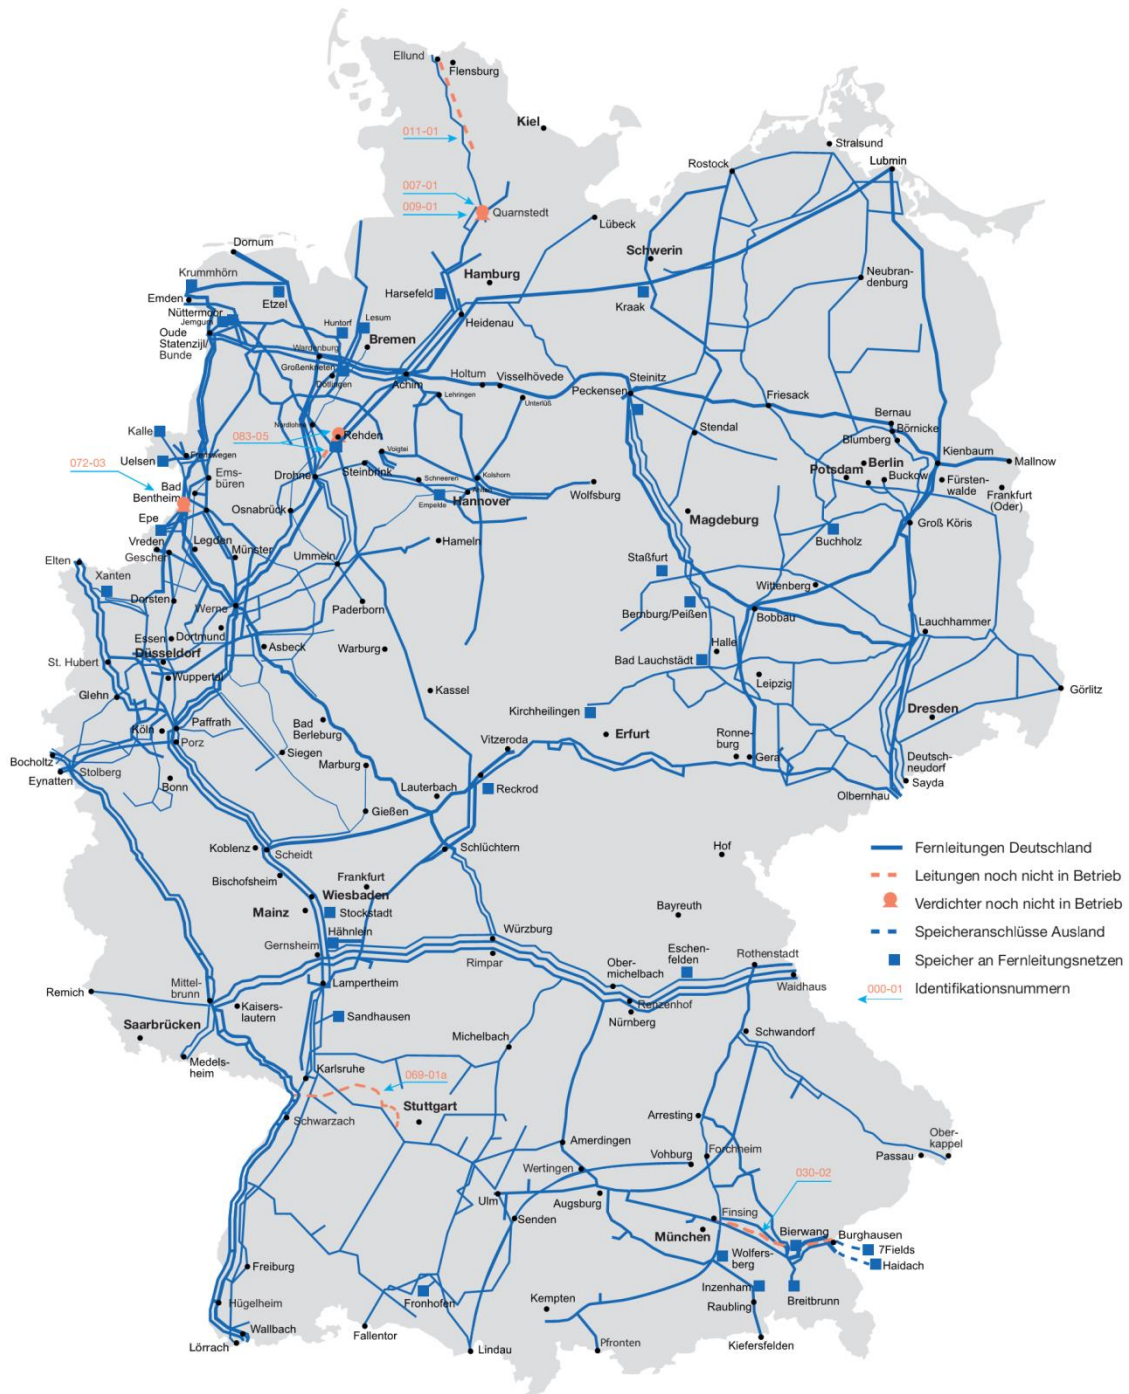 Ellund
Flensburg
011-01
Kiel
Stralsund
Lubmin
Rostock
007-01
009-01
Quarnstedt
Lübeck
Dornum
Schwerin
Krummhörn
Hamburg
Neubran-
denburg
Emden
Etzel
Harsefeld
Kraak
Nüttermoor
Jemgum
Huntorf
Lesum
Heidenau
Oude
Statenzijl/
Bunde
Bremen
Wardenburg
Großenkneten
Dötlingen
Achim
Holtum
Visselhövede
Steinitz
Peckensen
Lehringen
Unterlüß
Friesack
Bernau
Börnicke
Blumberg
Kalle
Nordlohne
083-05
Rehden
Stendal
Voigtei
Uelsen
Frenswegen
072-03
Drohne
Steinbrink
Schneeren
Kolshorn
Kienbaum
Mallnow
Berlin
Potsdam
Buckow
Fürsten-
walde
Frankfurt
(Oder)
Bad
Bentheim
Ems-
büren
Hannover
Empelde
Wolfsburg
Osnabrück
Magdeburg
Groß Köris
Buchholz
Epe
Vreden
Legden
Gescher
Münster
Hameln
Elten
Ummeln
Staßfurt
Xanten
Wittenberg
Dorsten
Werne
Paderborn
Bernburg/Peißen
Bobbau
Lauchhammer
Essen
Dortmund
Asbeck
Warburg
Halle
St. Hubert
Düsseldorf
Bad Lauchstädt
Wuppertal
Leipzig
Görlitz
Glehn
Kassel
Kirchheilingen
Dresden
Köln
Paffrath
Bad
Berleburg
Erfurt
Ronne-
burg
Gera
Porz
Vitzeroda
Deutsch-
neudorf
Bocholtz
Eynatten
Stolberg
Siegen
Marburg
Sayda
Bonn
Lauterbach
Reckrod
Olbernhau
Gießen
Koblenz
Scheidt
Schlüchtern
Hof
Fernleitungen Deutschland
Bischofsheim
Frankfurt
Leitungen noch nicht in Betrieb
Wiesbaden
Mainz
Stockstadt
Bayreuth
Verdichter noch nicht in Betrieb
Hähnlein
Würzburg
Speicheranschlüsse Ausland
Gernsheim
Rimpar
Eschen-
felden
Rothenstadt
Speicher an Fernleitungsnetzen
Mittel-
brunn
Lampertheim
Ober-
michelbach
Waidhaus
000-01
Identifikationsnummern
Remich
Kaisers-
lautern
Sandhausen
Renzenhof
Nürnberg
Saarbrücken
Michelbach
Schwandorf
Medels-
heim
Karlsruhe
069-01a
Stuttgart
Schwarzach
Arresting
Ober-
kappel
Amerdingen
Forchheim
Passau
Vohburg
Wertingen
030-02
Ulm
Augsburg
Senden
Finsing
Bierwang
Burghausen
München
7Fields
Haidach
Wolfers-
berg
Freiburg
Fronhofen
Inzenham
Breitbrunn
Hügelheim
Kempten
Raubling
Wallbach
Fallentor
Kiefersfelden
Lörrach
Lindau
Pfronten